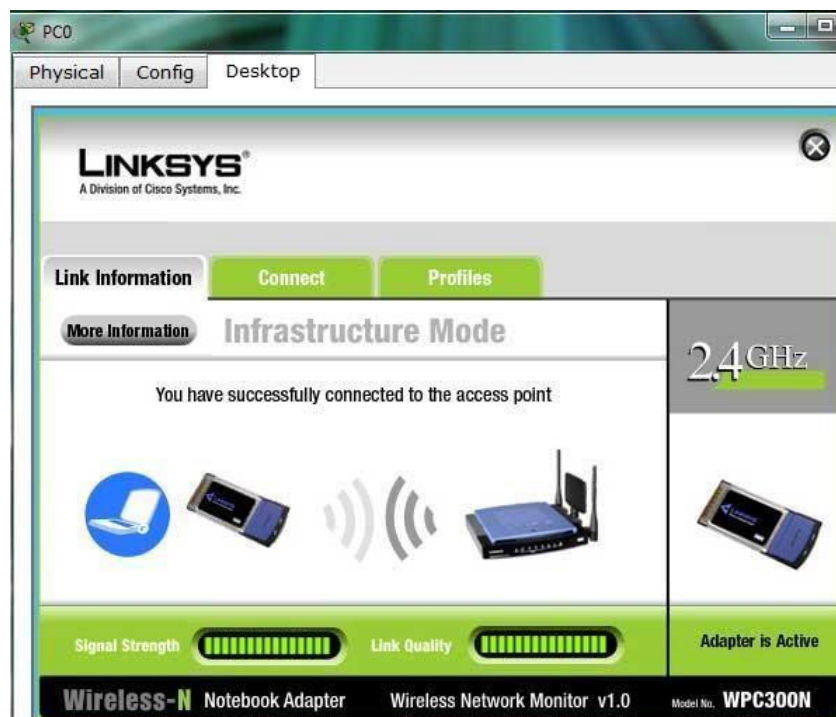 PC0
Physical Config Desktop
LINKSYS®
A Division of Cisco Systems, Inc.
Link Information Connect Profiles
More Information Infrastructure Mode
2.4 GHz
You have successfully connected to the access point
Signal Strength Link Quality Adapter is Active
Wireless-N Notebook Adapter Wireless Network Monitor v1.0 Model No. WPC300N